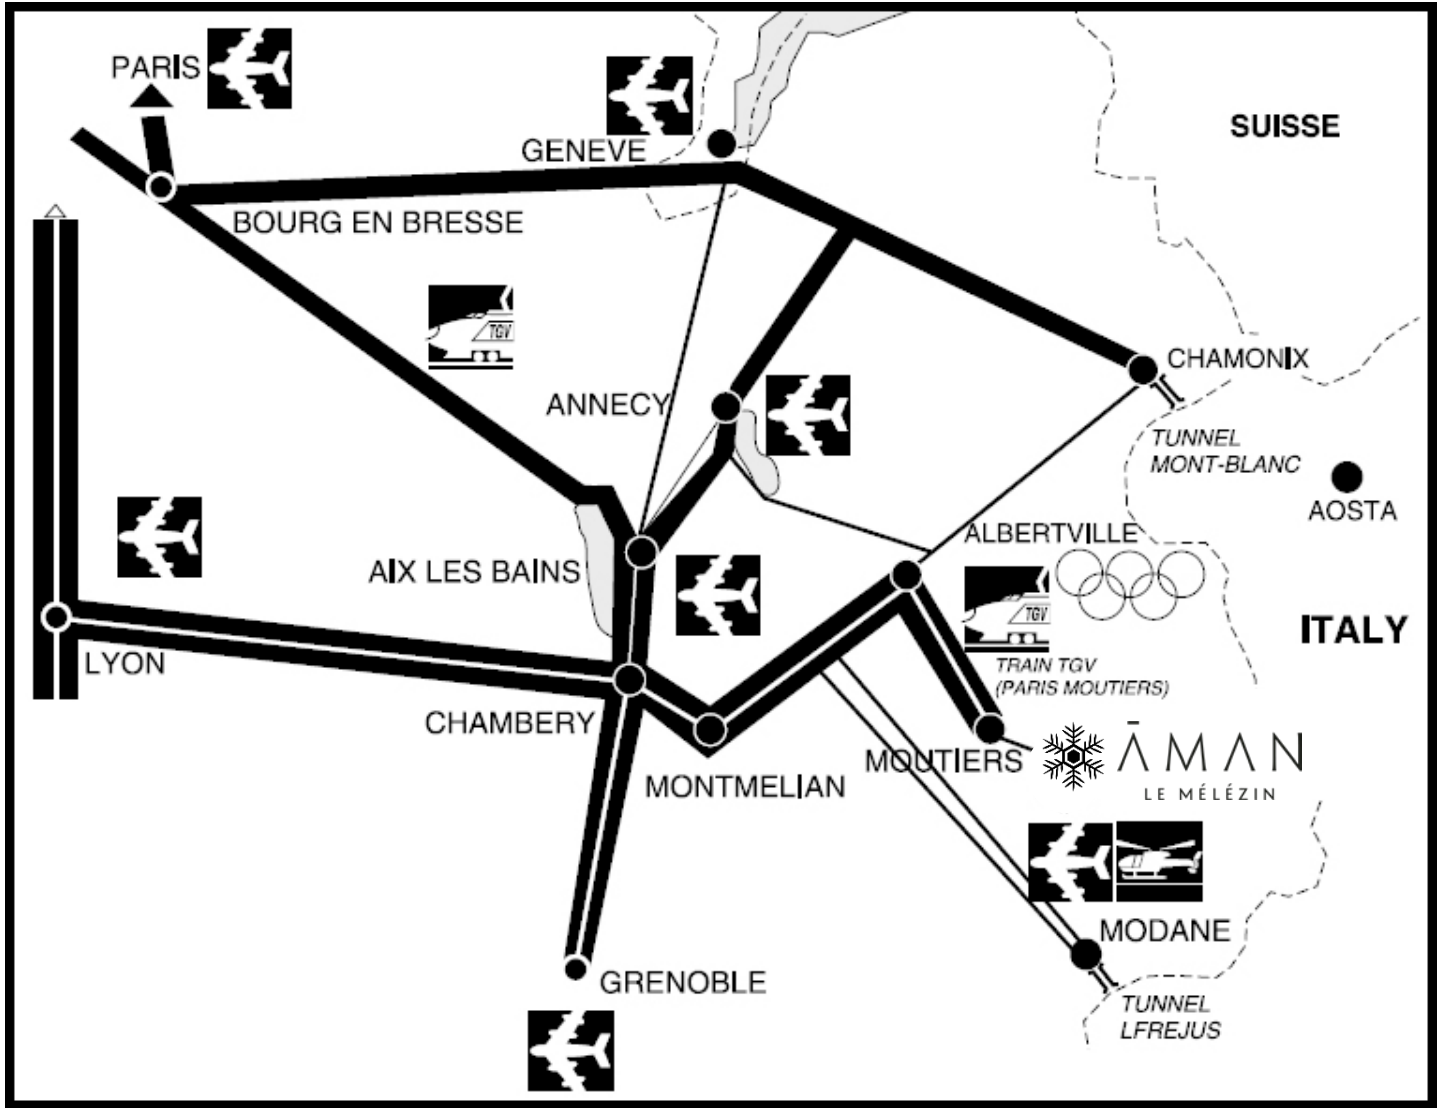 PARIS
GENEVE
SUISSE
BOURG EN BRESSE
TGV
CHAMONIX
ANNECY
TUNNEL
MONT-BLANC
AOSTA
ALBERTVILLE
AIX LES BAINS
TGV
ITALY
LYON
TRAIN TGV
(PARIS MOUTIERS)
CHAMBERY
MOUTIERS
ĀMAN
LE MÉLÉZIN
MONTMELIAN
MODANE
GRENOBLE
TUNNEL
LFREJUS